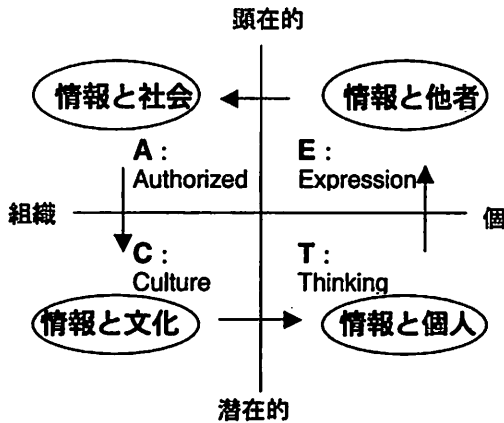 顕在的
情報と社会
情報と他者
A:
Authorized
E:
Expression
組織
個
C:
Culture
T:
Thinking
情報と文化
情報と個人
潜在的